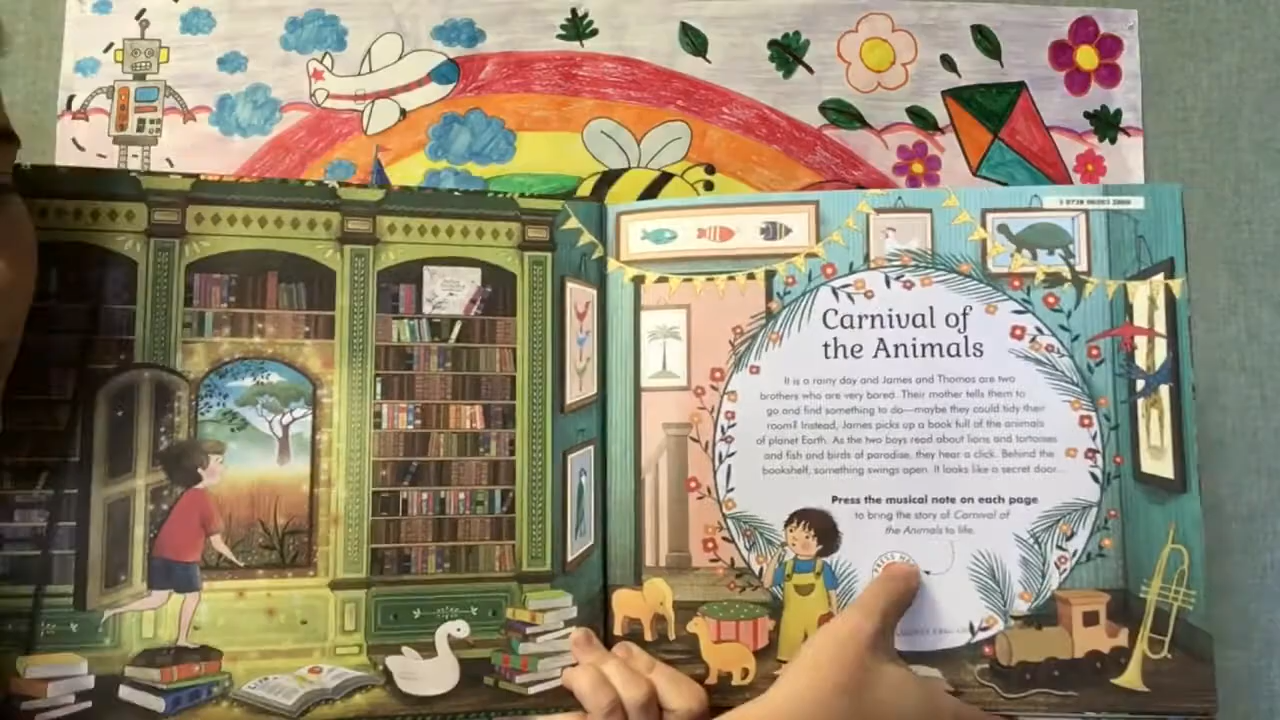 Carnival of
the Animals
It is a rainy day and James and Thomas are two
brothers who are very bored. Their mother tells them to
go and find something to do—maybe they could tidy their
room? Instead, James picks up a book full of the animals
of planet Earth. As the two boys read about lions and tortoises
and fish and birds of paradise, they hear a click. Behind the
bookshelf, something swings open. It looks like a secret door...
Press the musical note on each page
to bring the story of Carnival of
the Animals to life.
PRESS